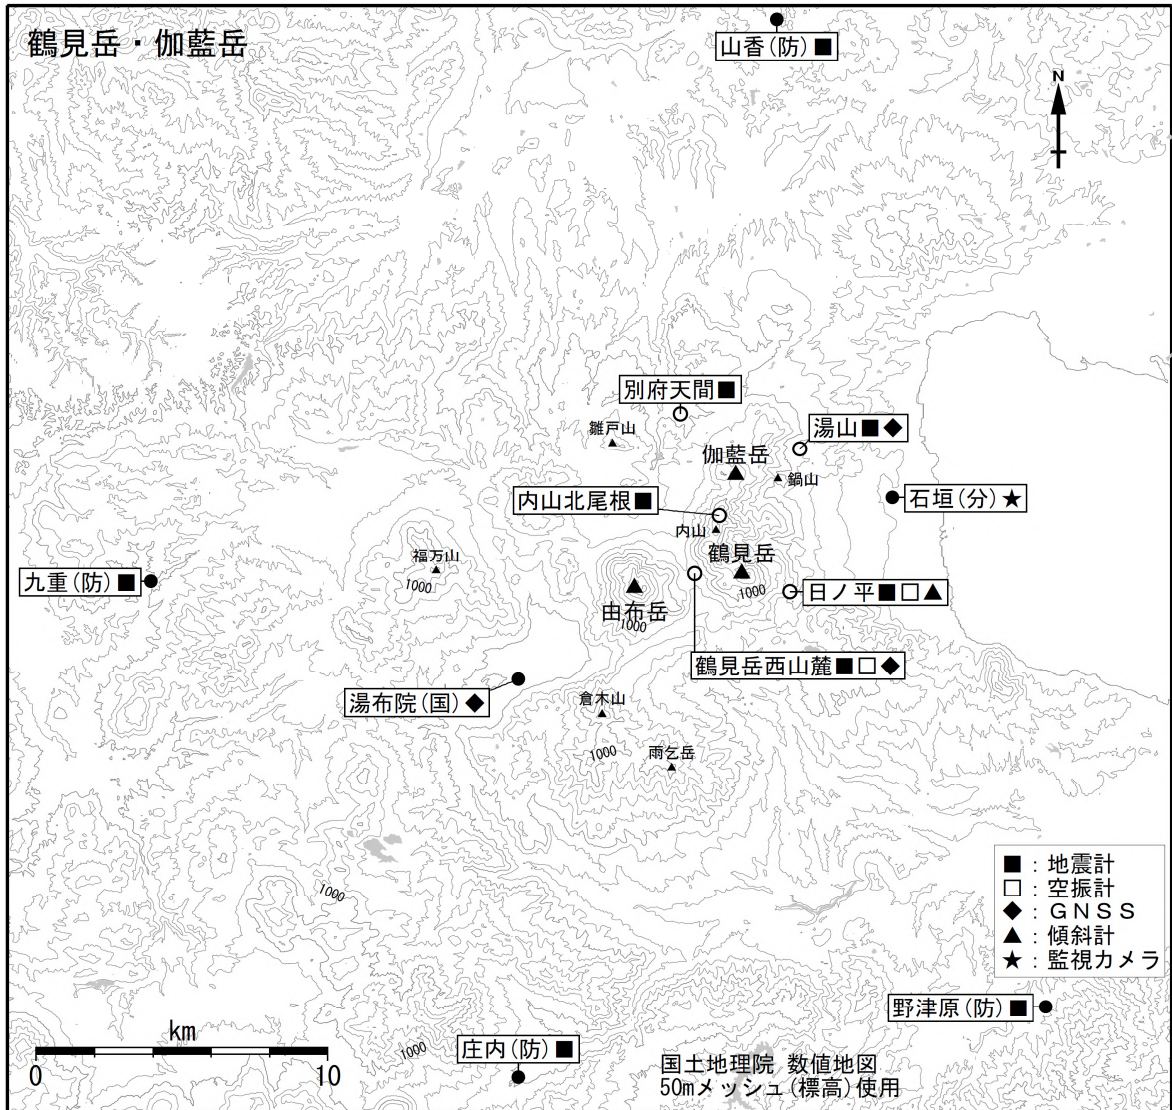 鶴見岳・伽藍岳
山香(防)■
N
別府天間■
雛戸山
湯山■◆
伽藍岳
鍋山
内山北尾根■
石垣(分)★
内山
鶴見岳
福万山
1000
九重(防)■
1000
日ノ平■□▲
由布岳
1000
鶴見岳西山麓■□◆
湯布院(国)◆
倉木山
1000
雨乞岳
■：地震計
□：空振計
◆：ＧＮＳＳ
▲：傾斜計
★：監視カメラ
1000
野津原(防)■
km
0 10
1000
庄内(防)■
国土地理院 数値地図
50mメッシュ(標高)使用